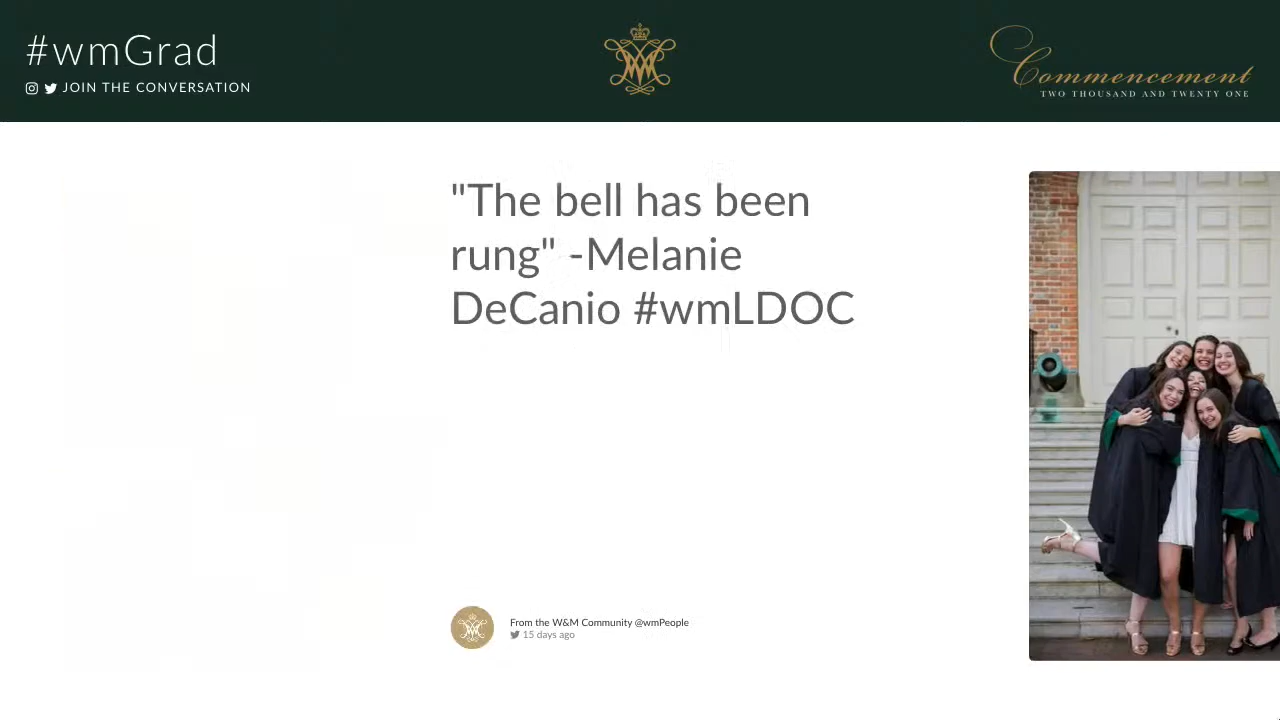 #wmGrad
JOIN THE CONVERSATION
Commencement
TWO THOUSAND AND TWENTY ONE
"The bell has been
rung" -Melanie
DeCanio #wmLDOC
From the W&M Community @wmPeople
15 days ago